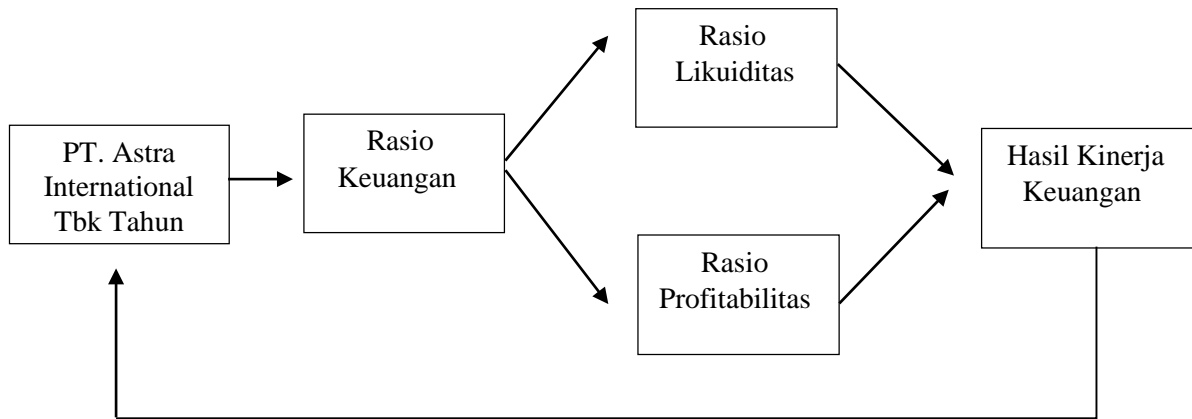 PT. Astra
International
Tbk Tahun
Rasio
Keuangan
Rasio
Likuiditas
Rasio
Profitabilitas
Hasil Kinerja
Keuangan